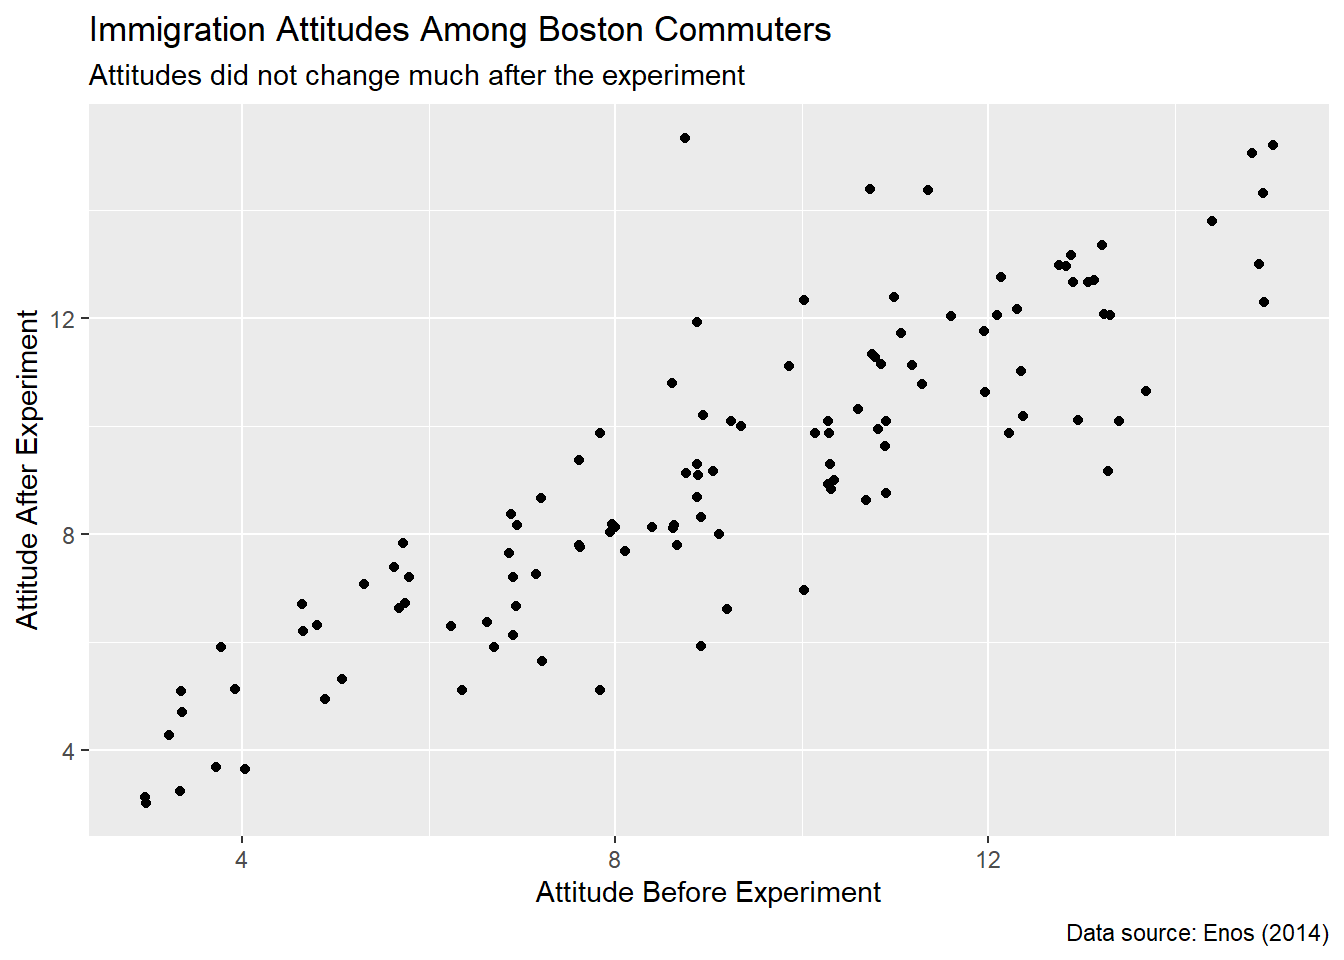 Immigration Attitudes Among Boston Commuters
Attitudes did not change much after the experiment
Attitude After Experiment
12
8
4
4
8
12
Attitude Before Experiment
Data source: Enos (2014)